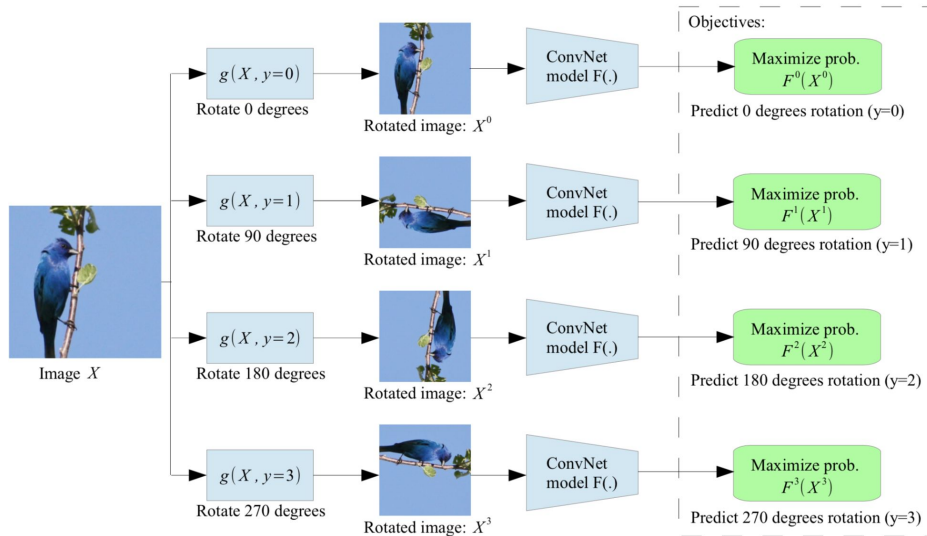 Objectives:
g(X, y=0)
Rotate 0 degrees
Rotated image: X⁰
ConvNet
model F(.)
Maximize prob.
F⁰(X⁰)
Predict 0 degrees rotation (y=0)
g(X, y=1)
Rotate 90 degrees
Rotated image: X¹
ConvNet
model F(.)
Maximize prob.
F¹(X¹)
Predict 90 degrees rotation (y=1)
Image X
g(X, y=2)
Rotate 180 degrees
Rotated image: X²
ConvNet
model F(.)
Maximize prob.
F²(X²)
Predict 180 degrees rotation (y=2)
g(X, y=3)
Rotate 270 degrees
Rotated image: X³
ConvNet
model F(.)
Maximize prob.
F³(X³)
Predict 270 degrees rotation (y=3)